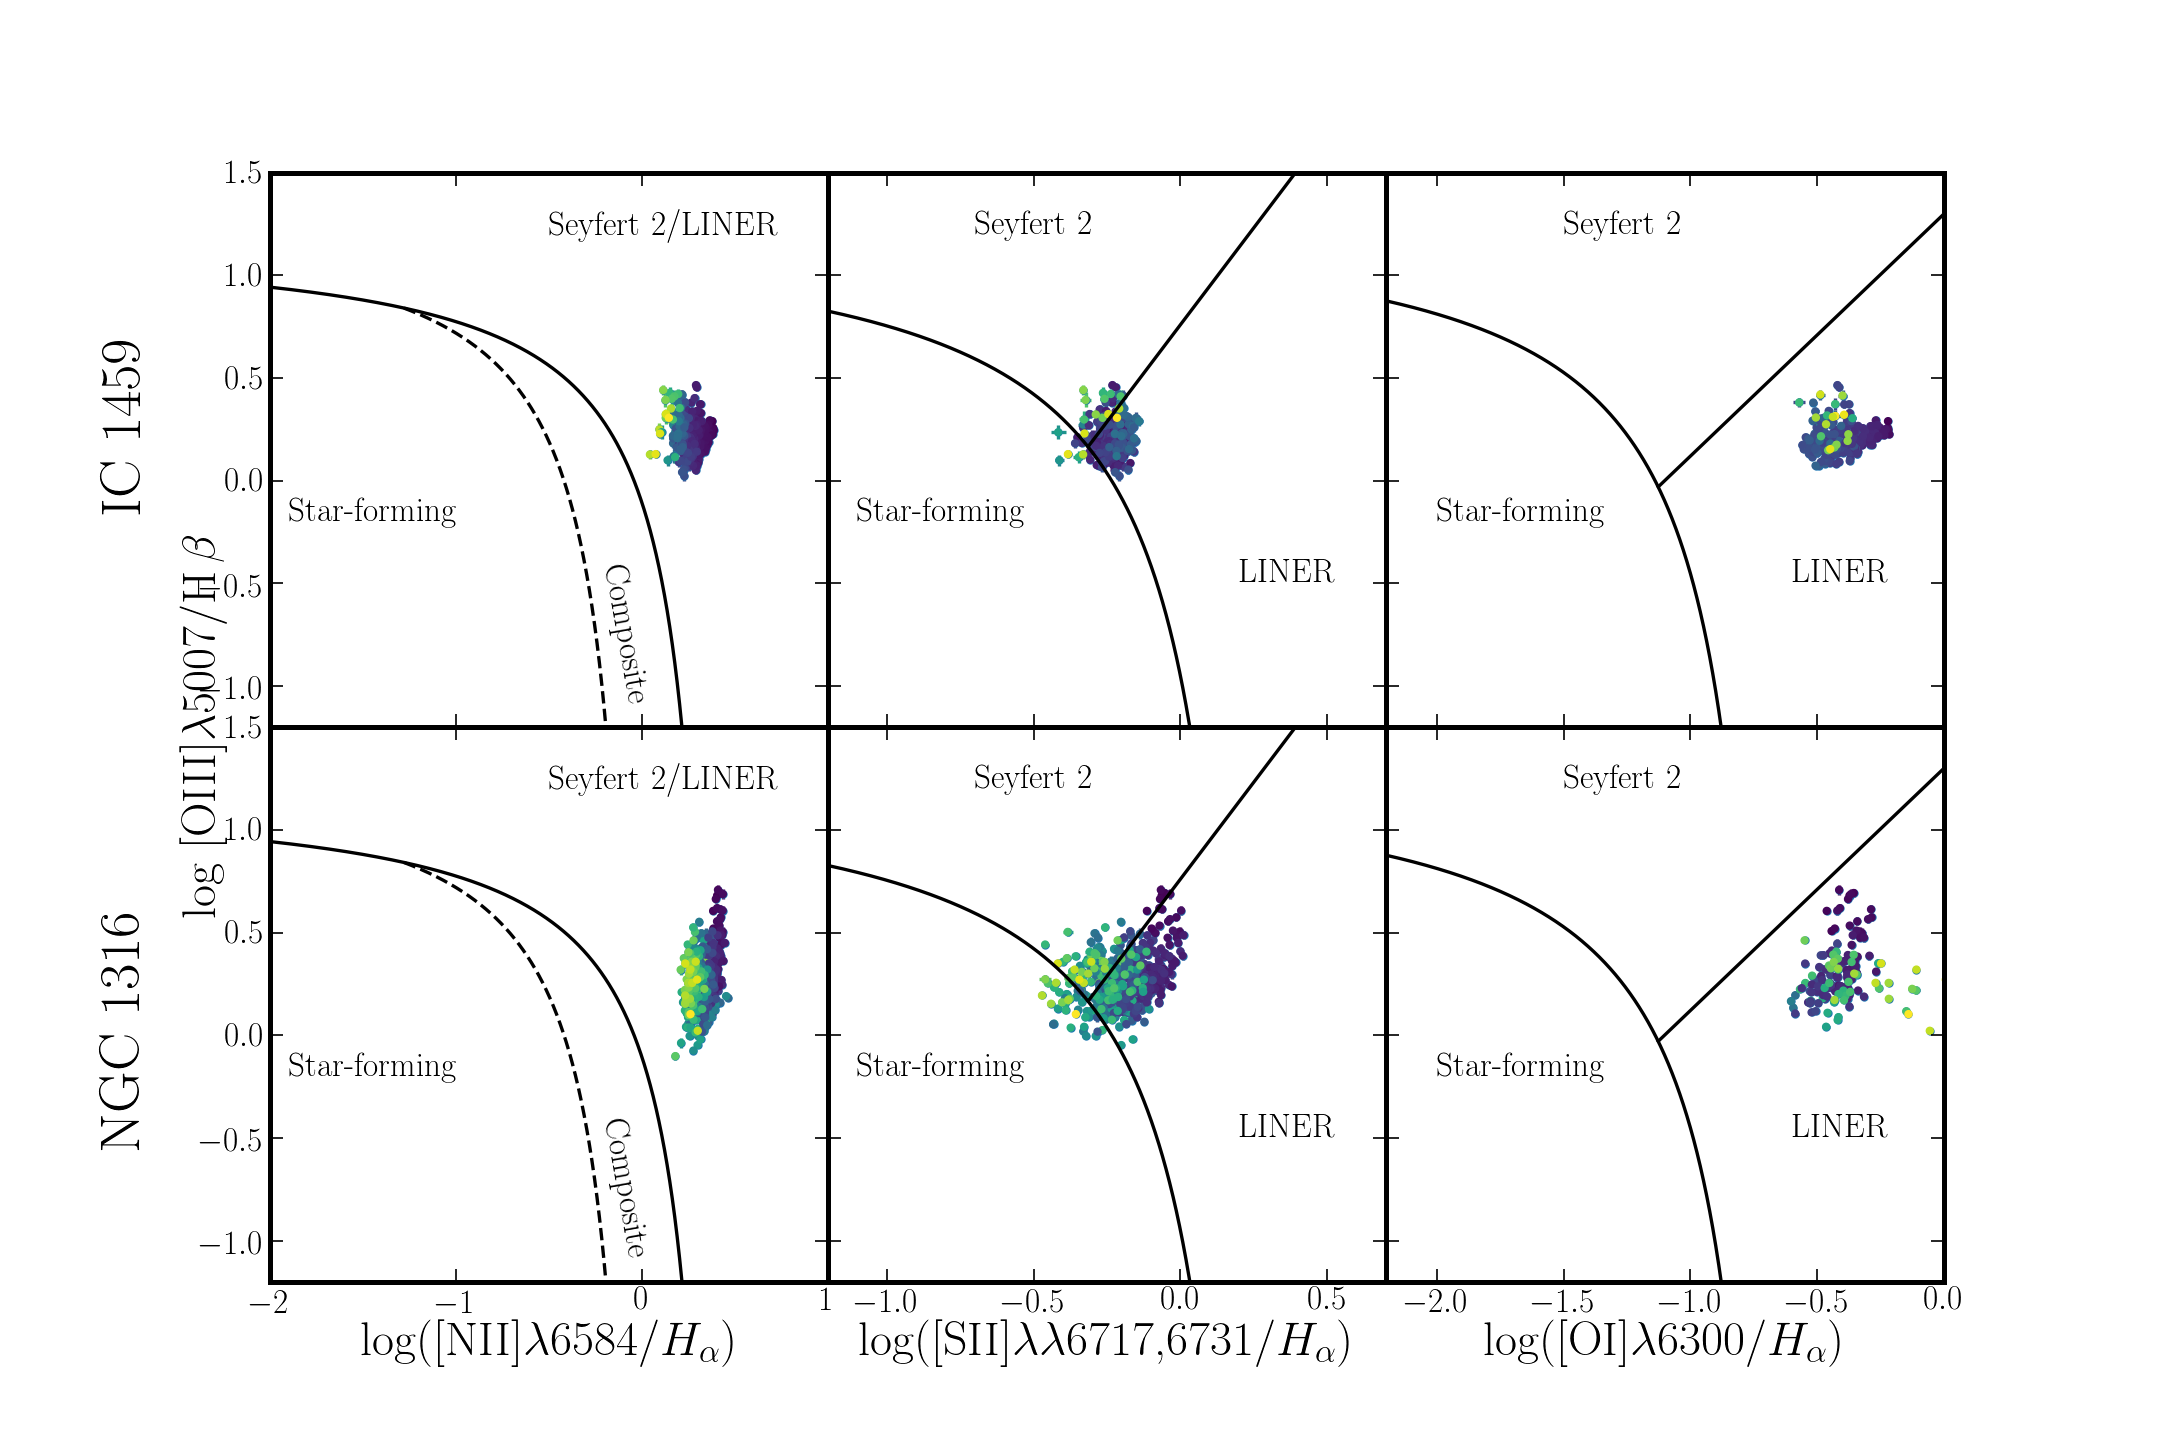 1.5
Seyfert 2/LINER
Seyfert 2
Seyfert 2
1.0
0.5
IC 1459
0.0
Star-forming
Star-forming
Star-forming
−0.5
Composite
LINER
LINER
−1.0
log [OIII]λ5007/H β
1.5
Seyfert 2/LINER
Seyfert 2
Seyfert 2
1.0
0.5
NGC 1316
0.0
Star-forming
Star-forming
Star-forming
−0.5
Composite
LINER
LINER
−1.0
−2 −1 0 1 −1.0 −0.5 0.0 0.5 −2.0 −1.5 −1.0 −0.5 0.0
log([NII]λ6584/Hα) log([SII]λλ6717,6731/Hα) log([OI]λ6300/Hα)